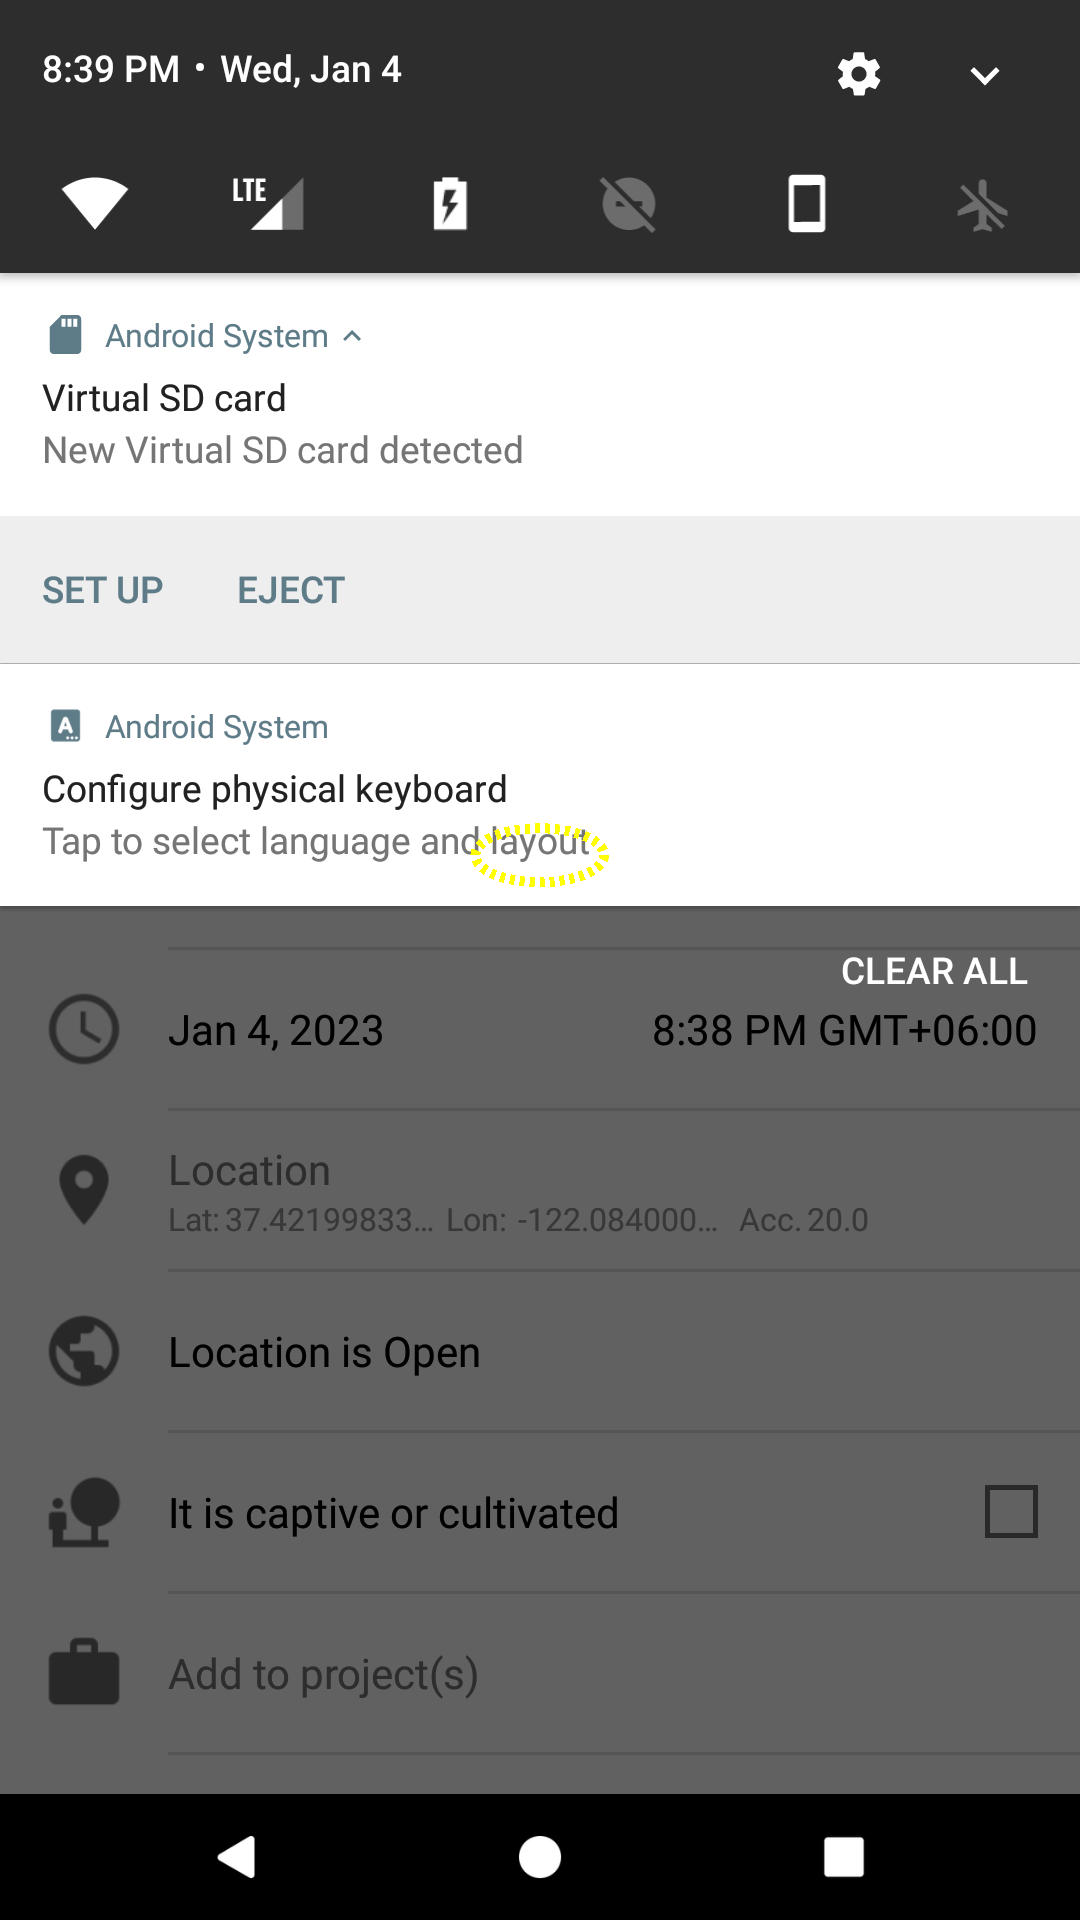 8:39 PM • Wed, Jan 4
LTE
Android System
Virtual SD card
New Virtual SD card detected
SET UP EJECT
A Android System
Configure physical keyboard
Tap to select language and layout
CLEAR ALL
Jan 4, 2023 8:38 PM GMT+06:00
Location
Lat: 37.42199833... Lon: -122.084000... Acc. 20.0
Location is Open
It is captive or cultivated
Add to project(s)